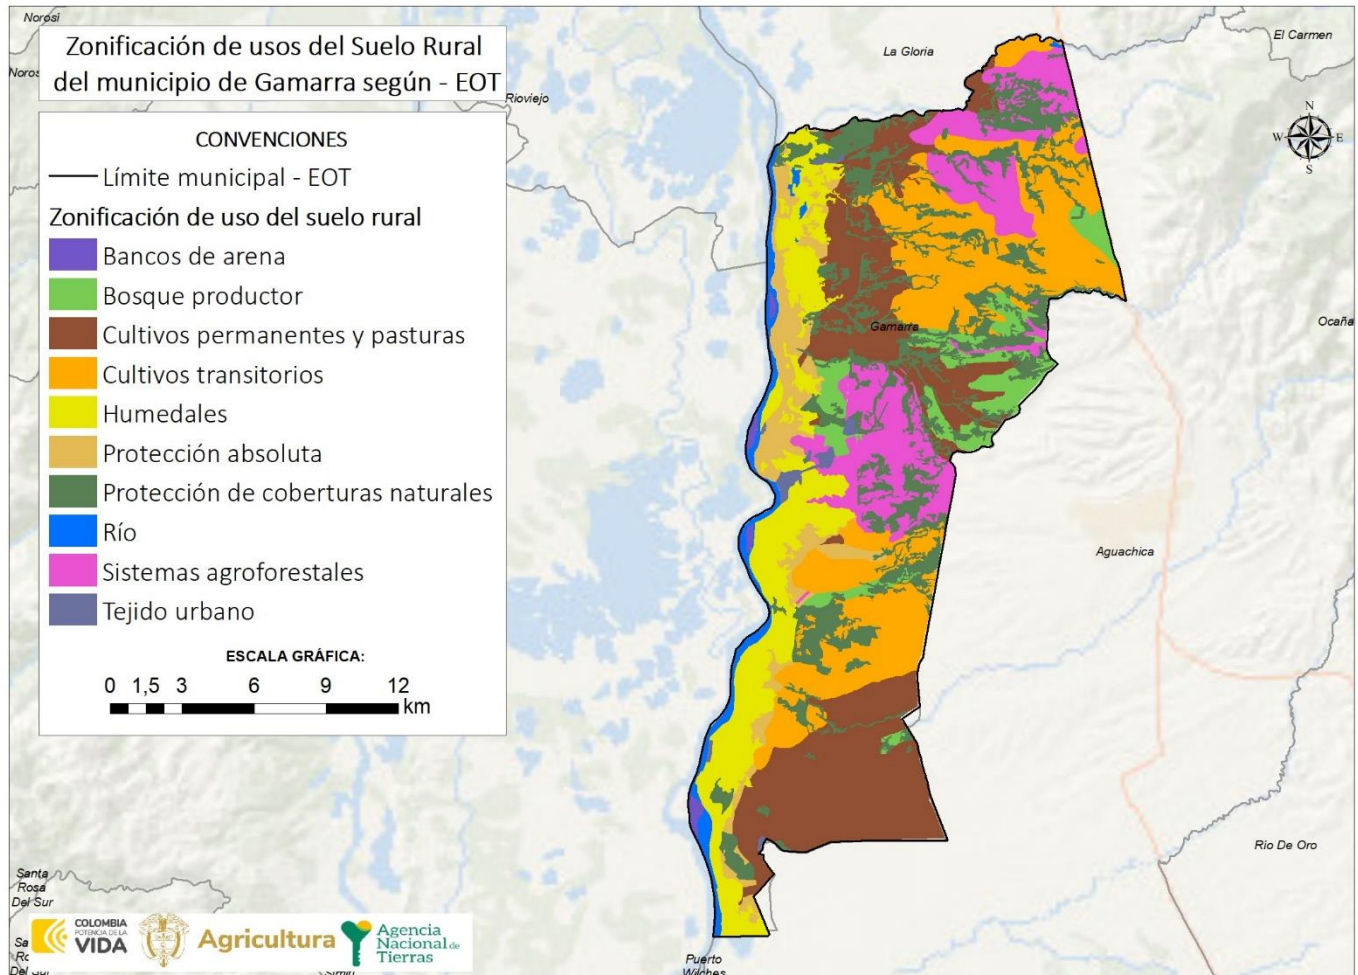 Zonificación de usos del Suelo Rural
del municipio de Gamarra según - EOT
CONVENCIONES
Límite municipal - EOT
Zonificación de uso del suelo rural
Bancos de arena
Bosque productor
Cultivos permanentes y pasturas
Cultivos transitorios
Humedales
Protección absoluta
Protección de coberturas naturales
Río
Sistemas agroforestales
Tejido urbano
ESCALA GRÁFICA:
0 1,5 3 6 9 12
km
Norosi
Rioviejo
La Gloria
El Carmen
N
W E
S
Ocaña
Gamarra
Aguachica
Rio De Oro
Santa
Rosa
Del Sur
Puerto
Wilches
COLOMBIA
POTENCIA DE LA
VIDA
Agricultura
Agencia
Nacional de
Tierras